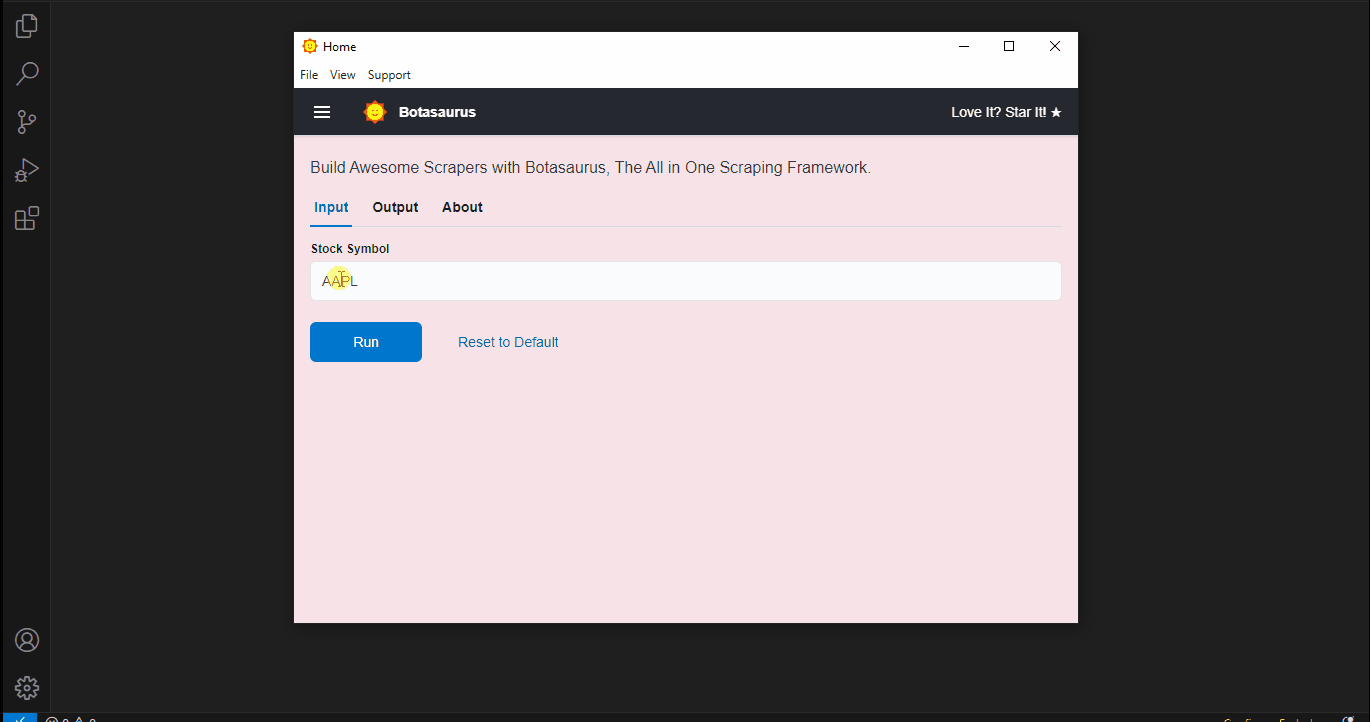 Home
File View Support
Botasaurus
Love It? Star It! ★
Build Awesome Scrapers with Botasaurus, The All in One Scraping Framework.
Input Output About
Stock Symbol
AAPL
Run Reset to Default